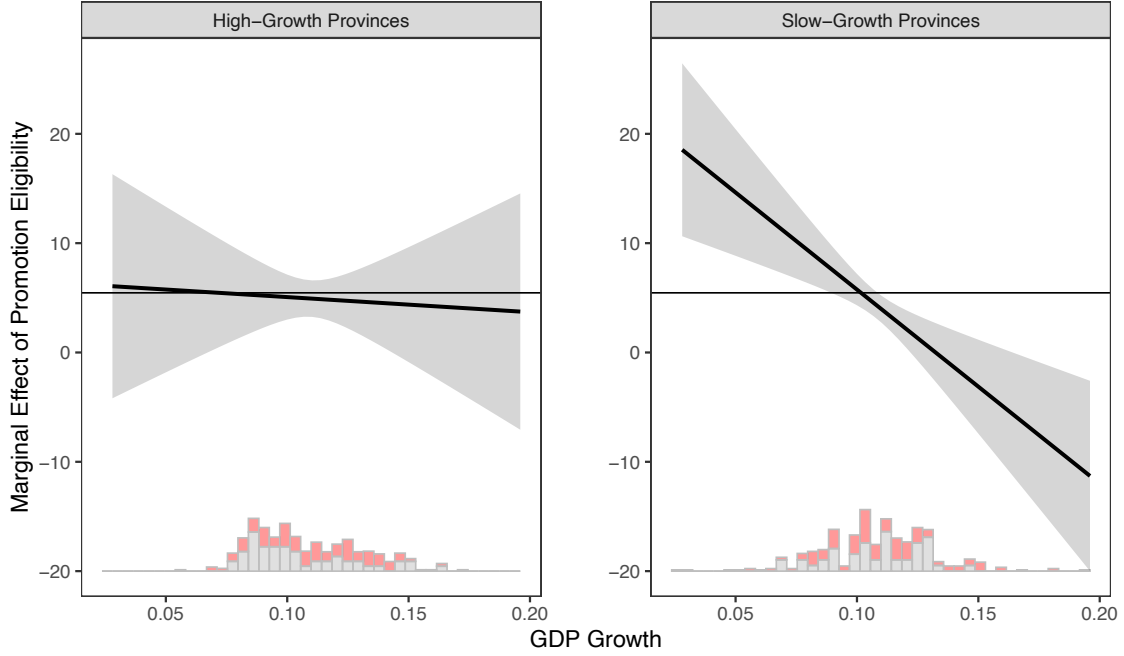 High−Growth Provinces
Slow−Growth Provinces
Marginal Effect of Promotion Eligibility
20
10
0
−10
−20
20
10
0
−10
−20
0.05 0.10 0.15 0.20
0.05 0.10 0.15 0.20
GDP Growth